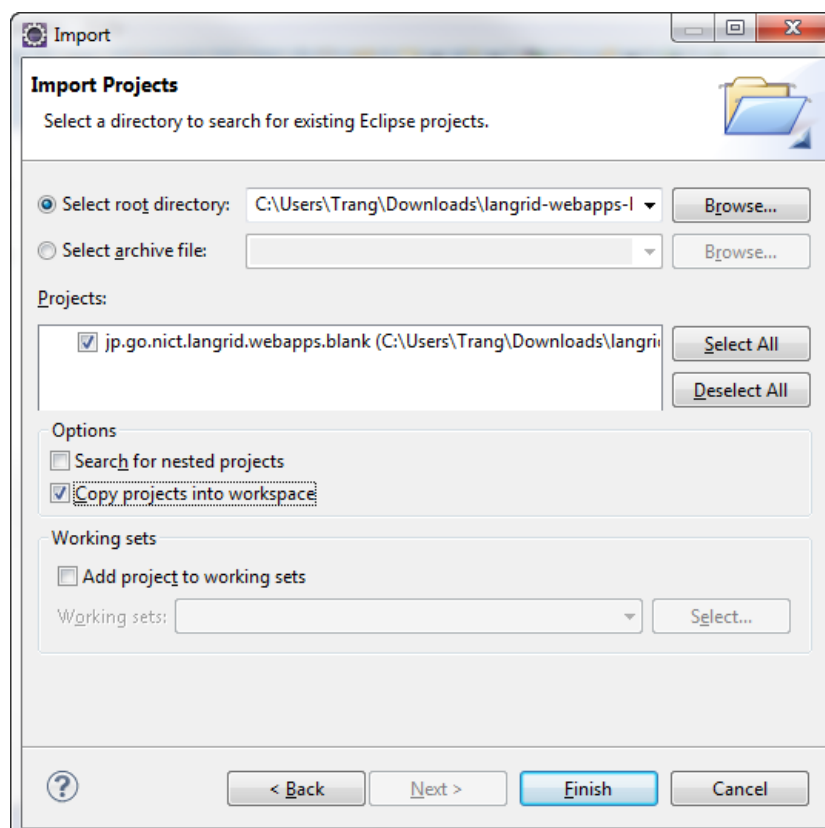 Import
Import Projects
Select a directory to search for existing Eclipse projects.
Select root directory: C:\Users\Trang\Downloads\langrid-webapps-l Browse...
Select archive file: Browse...
Projects:
jp.go.nict.langrid.webapps.blank (C:\Users\Trang\Downloads\langri Select All
Deselect All
Options
Search for nested projects
Copy projects into workspace
Working sets
Add project to working sets
Working sets: Select...
? < Back Next > Finish Cancel